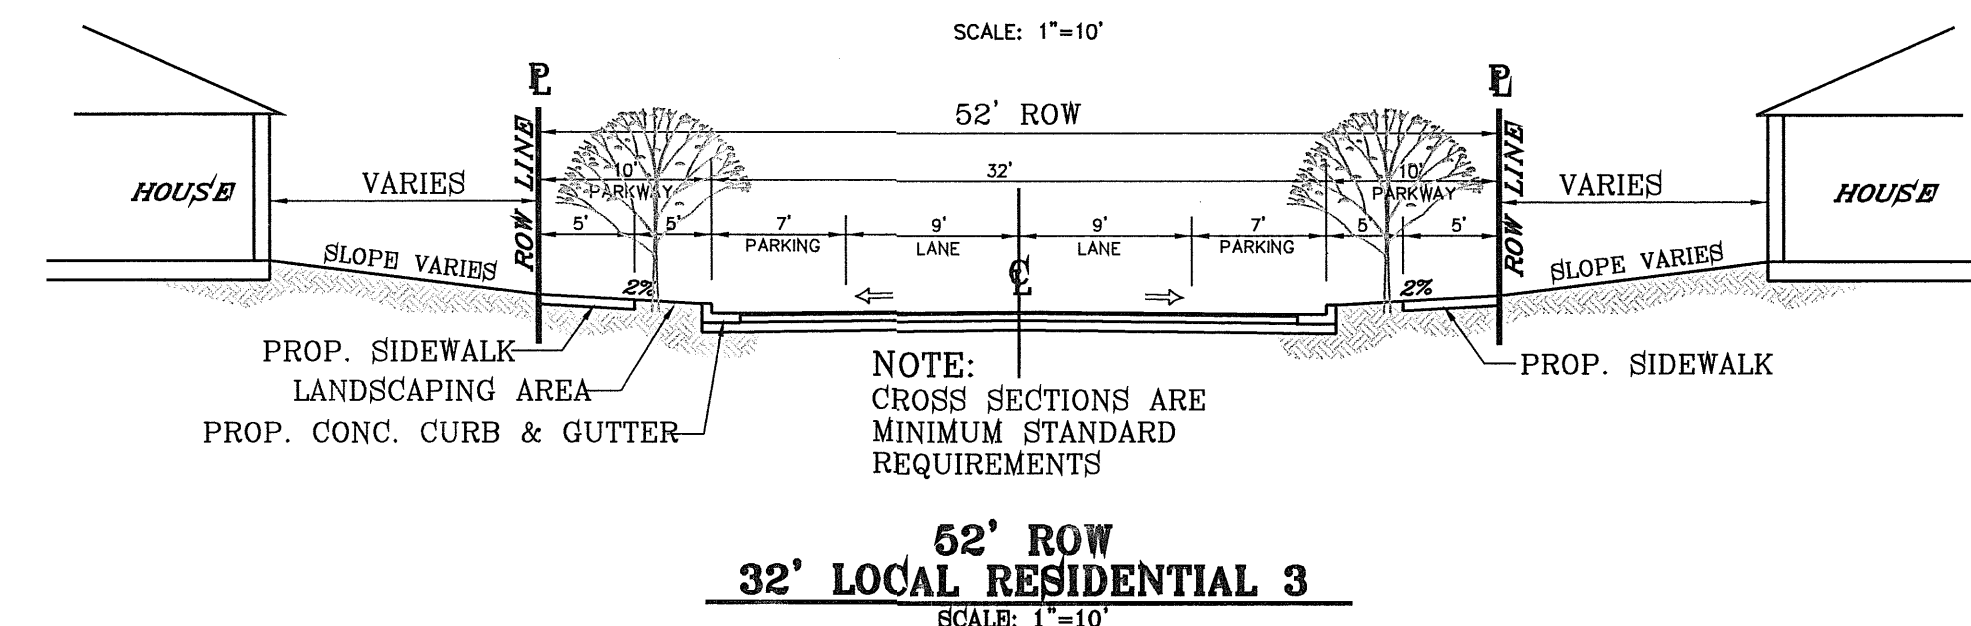 SCALE: 1"=10'
PL PL
52' ROW
ROW LINE ROW LINE
10' 32' 10'
PARKWAY PARKWAY
HOUSE VARIES VARIES HOUSE
5' 5' 7' 9' 9' 7' 5' 5'
PARKING LANE LANE PARKING
SLOPE VARIES CL SLOPE VARIES
2% 2%
PROP. SIDEWALK PROP. SIDEWALK
LANDSCAPING AREA
PROP. CONC. CURB & GUTTER
NOTE:
CROSS SECTIONS ARE
MINIMUM STANDARD
REQUIREMENTS
52' ROW
32' LOCAL RESIDENTIAL 3
SCALE: 1"=10'